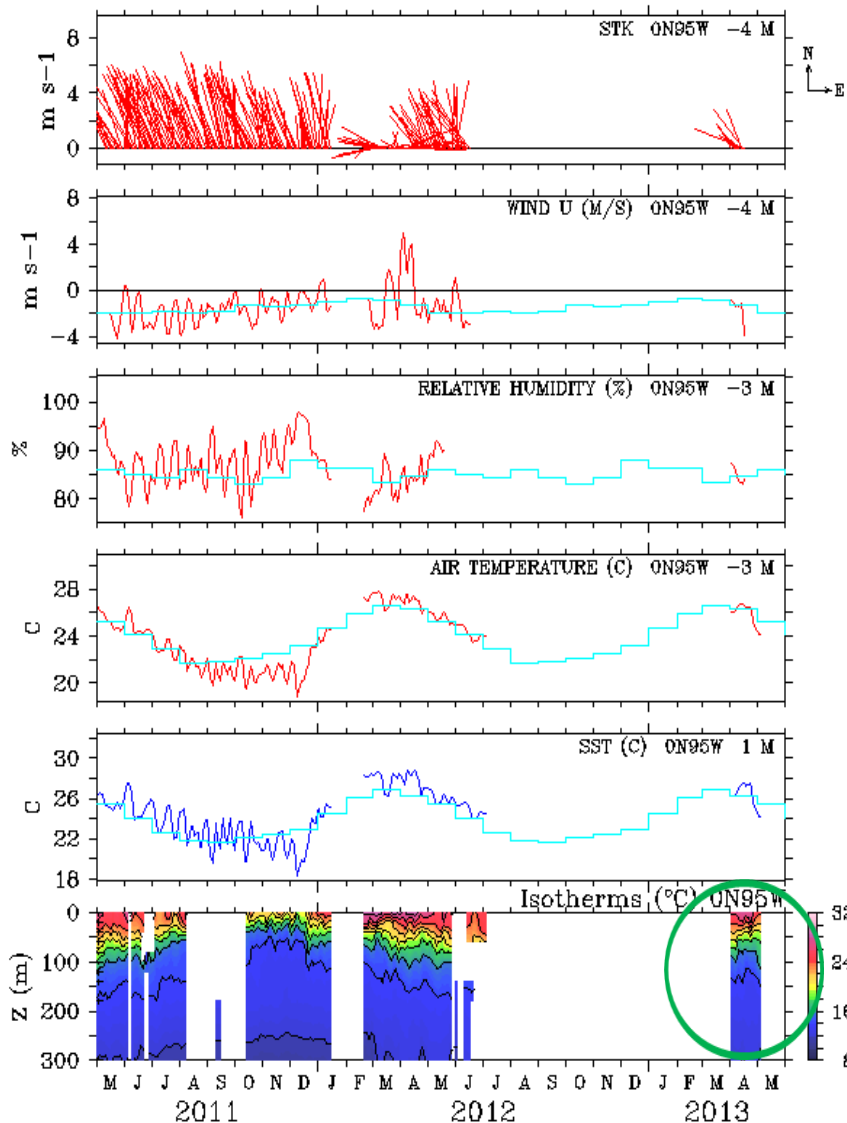 8
4
0
m s-1
STK 0N95W -4 M
N
E
8
4
0
-4
m s-1
WIND U (M/S) 0N95W -4 M
100
90
80
%
RELATIVE HUMIDITY (%) 0N95W -3 M
28
24
20
C
AIR TEMPERATURE (C) 0N95W -3 M
30
26
22
18
C
SST (C) 0N95W 1 M
Isotherms (°C) 0N95W
0
100
200
300
Z (m)
32
24
16
8
M J J A S O N D J F M A M J J A S O N D J F M A M
2011 2012 2013